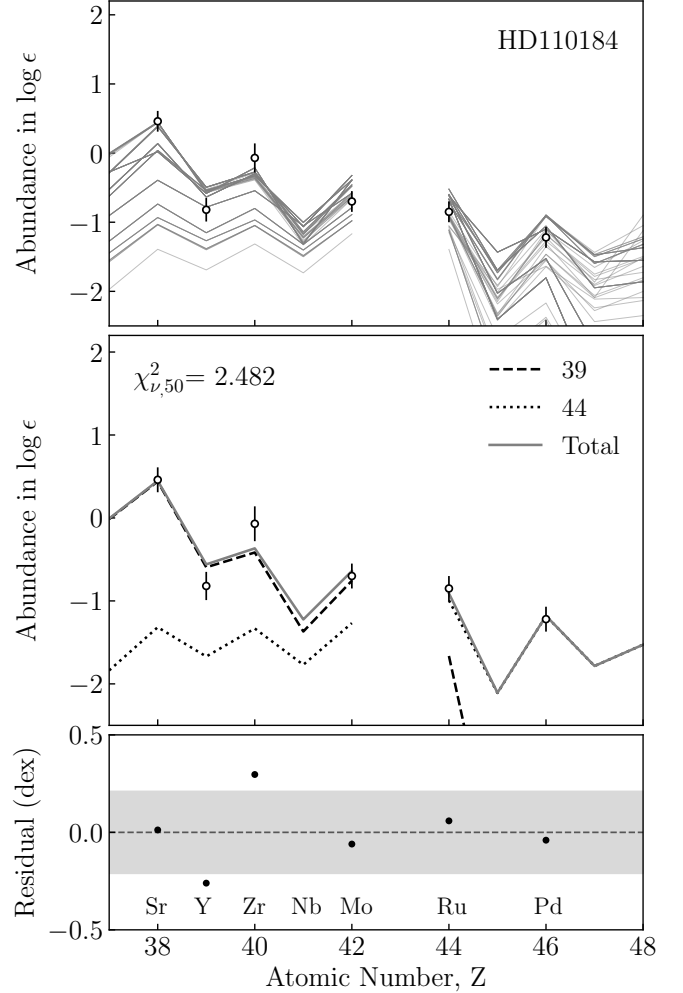 HD110184
Abundance in log ϵ
2
1
0
−1
−2
χ²ν,50 = 2.482
39
44
Total
Abundance in log ϵ
2
1
0
−1
−2
Residual (dex)
0.5
0.0
−0.5
Sr Y Zr Nb Mo Ru Pd
38 40 42 44 46 48
Atomic Number, Z